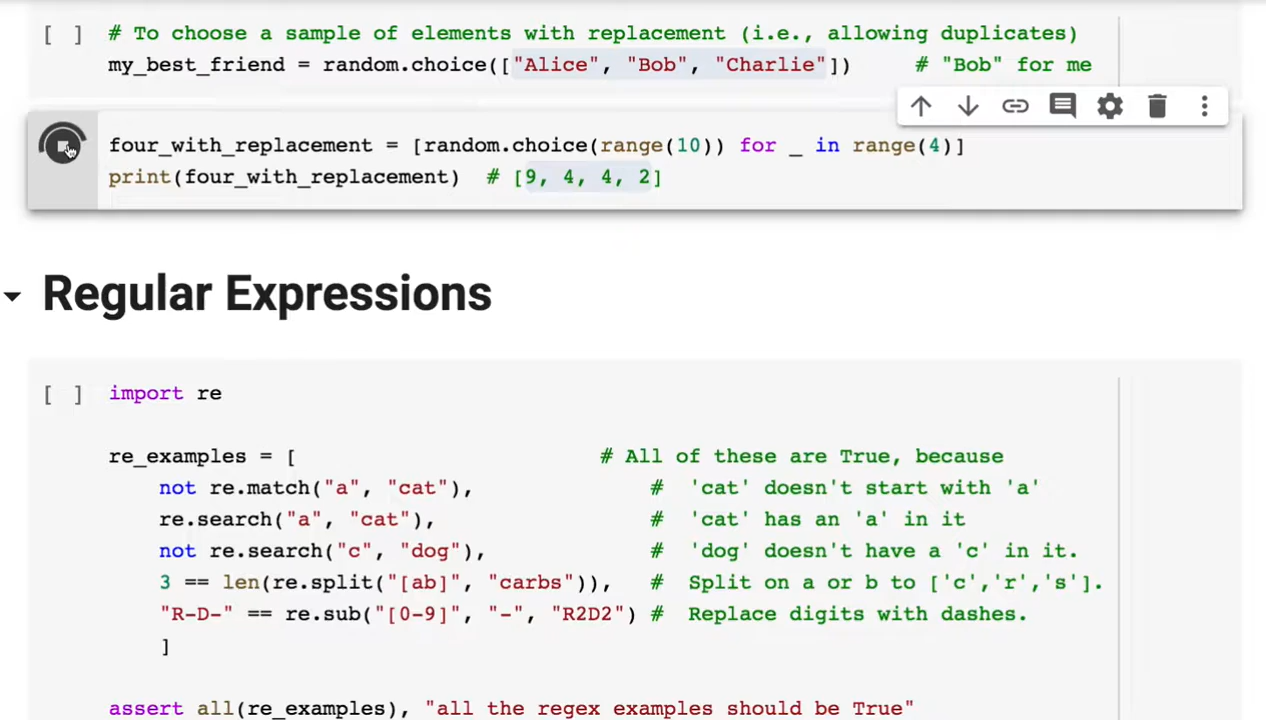 [ ] # To choose a sample of elements with replacement (i.e., allowing duplicates)
my_best_friend = random.choice(["Alice", "Bob", "Charlie"])     # "Bob" for me
four_with_replacement = [random.choice(range(10)) for _ in range(4)]
print(four_with_replacement)  # [9, 4, 4, 2]
Regular Expressions
[ ] import re
re_examples = [                        # All of these are True, because
    not re.match("a", "cat"),              #  'cat' doesn't start with 'a'
    re.search("a", "cat"),                 #  'cat' has an 'a' in it
    not re.search("c", "dog"),             #  'dog' doesn't have a 'c' in it.
    3 == len(re.split("[ab]", "carbs")),   #  Split on a or b to ['c','r','s'].
    "R-D-" == re.sub("[0-9]", "-", "R2D2") #  Replace digits with dashes.
    ]
assert all(re_examples), "all the regex examples should be True"